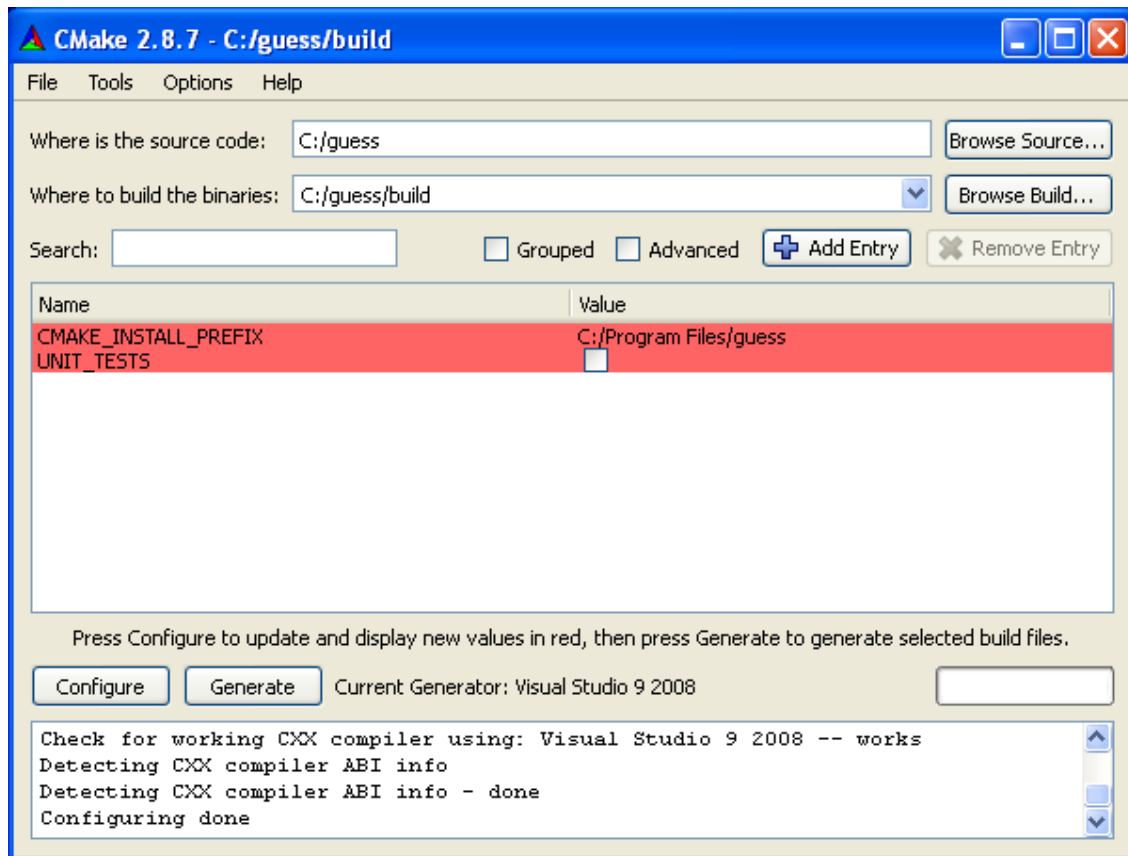 CMake 2.8.7 - C:/guess/build
File Tools Options Help
Where is the source code: C:/guess Browse Source...
Where to build the binaries: C:/guess/build Browse Build...
Search: Grouped Advanced Add Entry Remove Entry
Name Value
CMAKE_INSTALL_PREFIX C:/Program Files/guess
UNIT_TESTS
Press Configure to update and display new values in red, then press Generate to generate selected build files.
Configure Generate Current Generator: Visual Studio 9 2008
Check for working CXX compiler using: Visual Studio 9 2008 -- works
Detecting CXX compiler ABI info
Detecting CXX compiler ABI info - done
Configuring done